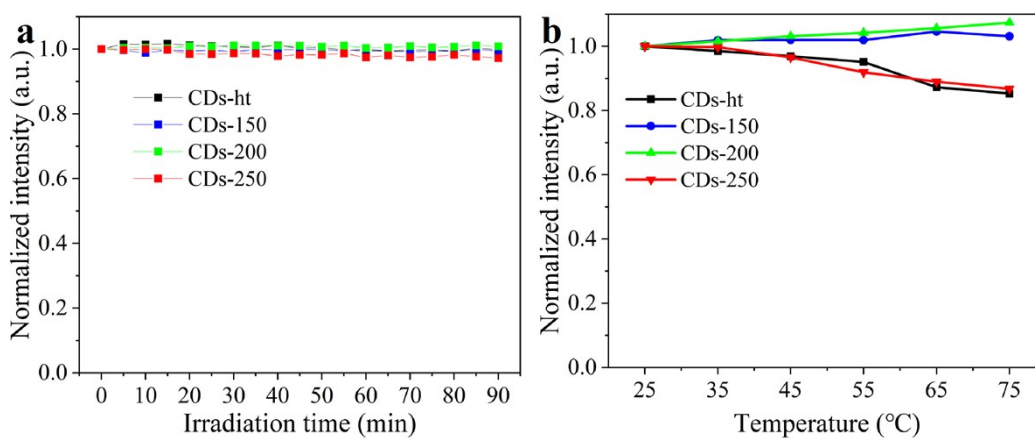 a
Normalized intensity (a.u.)
1.0
0.8
0.6
0.4
0.2
0.0
CDs-ht
CDs-150
CDs-200
CDs-250
0 10 20 30 40 50 60 70 80 90
Irradiation time (min)
b
Normalized intensity (a.u.)
1.0
0.8
0.6
0.4
0.2
0.0
CDs-ht
CDs-150
CDs-200
CDs-250
25 35 45 55 65 75
Temperature (℃)